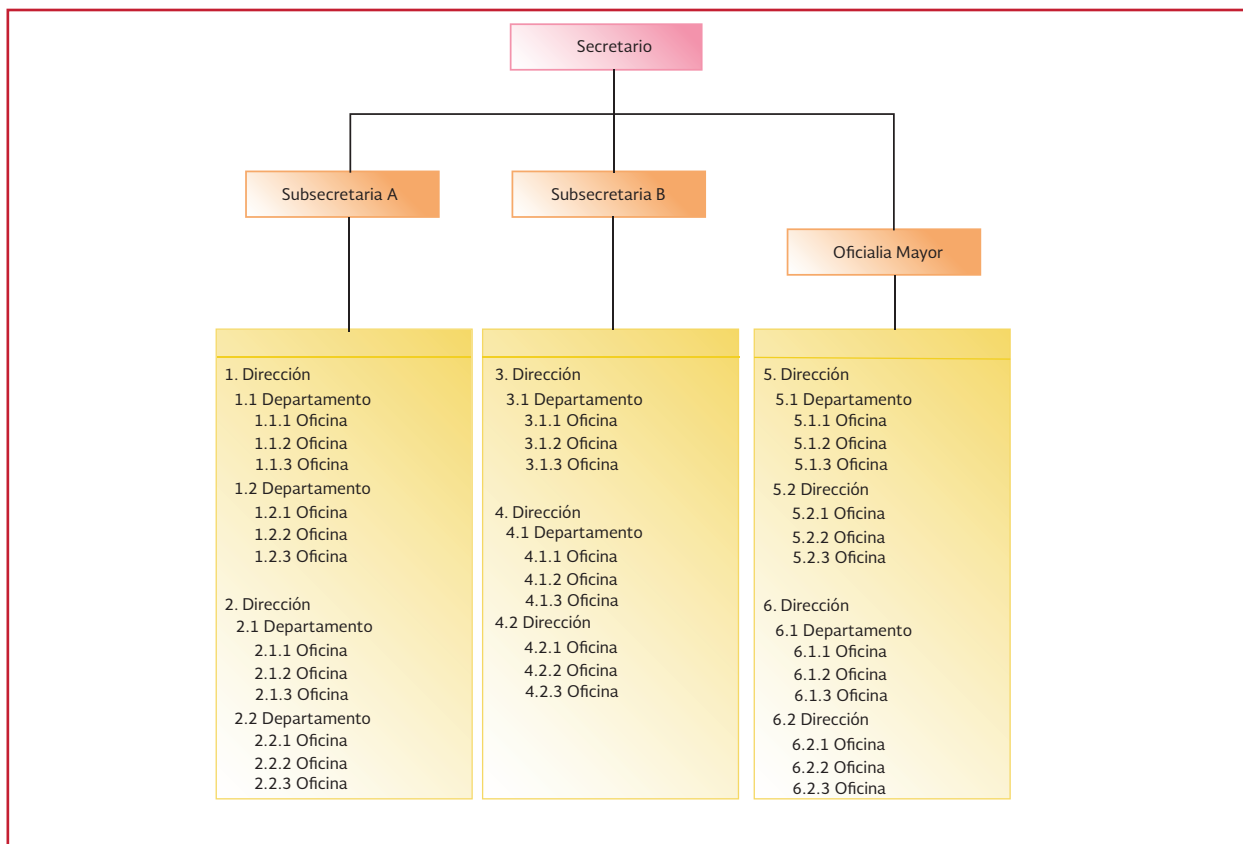 Secretario
Subsecretaria A
Subsecretaria B
Oficialia Mayor
1. Dirección
1.1 Departamento
1.1.1 Oficina
1.1.2 Oficina
1.1.3 Oficina
1.2 Departamento
1.2.1 Oficina
1.2.2 Oficina
1.2.3 Oficina
2. Dirección
2.1 Departamento
2.1.1 Oficina
2.1.2 Oficina
2.1.3 Oficina
2.2 Departamento
2.2.1 Oficina
2.2.2 Oficina
2.2.3 Oficina
3. Dirección
3.1 Departamento
3.1.1 Oficina
3.1.2 Oficina
3.1.3 Oficina
4. Dirección
4.1 Departamento
4.1.1 Oficina
4.1.2 Oficina
4.1.3 Oficina
4.2 Dirección
4.2.1 Oficina
4.2.2 Oficina
4.2.3 Oficina
5. Dirección
5.1 Departamento
5.1.1 Oficina
5.1.2 Oficina
5.1.3 Oficina
5.2 Dirección
5.2.1 Oficina
5.2.2 Oficina
5.2.3 Oficina
6. Dirección
6.1 Departamento
6.1.1 Oficina
6.1.2 Oficina
6.1.3 Oficina
6.2 Dirección
6.2.1 Oficina
6.2.2 Oficina
6.2.3 Oficina